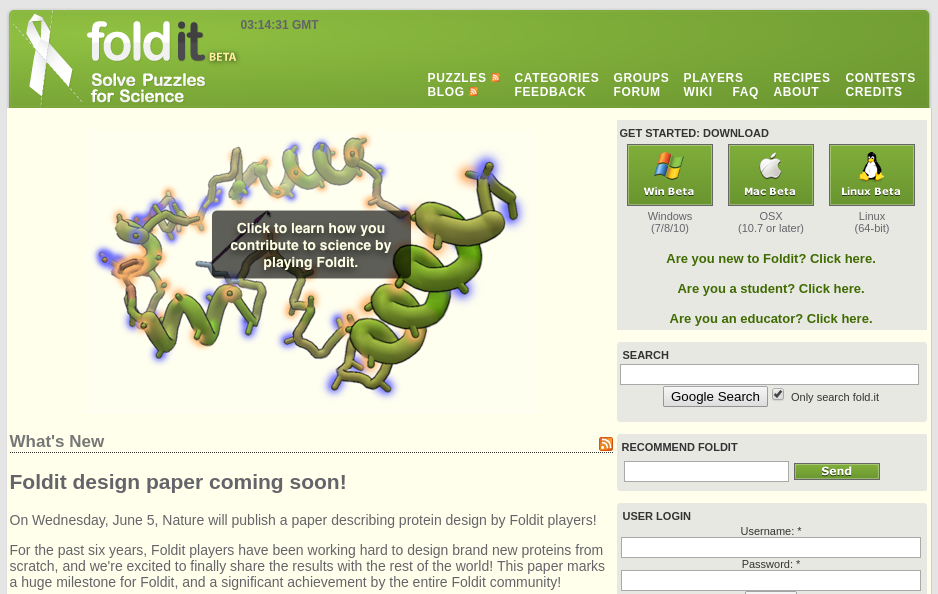 03:14:31 GMT
foldit BETA
Solve Puzzles
for Science
PUZZLES CATEGORIES GROUPS PLAYERS RECIPES CONTESTS
BLOG FEEDBACK FORUM WIKI FAQ ABOUT CREDITS
Click to learn how you
contribute to science by
playing Foldit.
What's New
Foldit design paper coming soon!
On Wednesday, June 5, Nature will publish a paper describing protein design by Foldit players!
For the past six years, Foldit players have been working hard to design brand new proteins from
scratch, and we're excited to finally share the results with the rest of the world! This paper marks
a huge milestone for Foldit, and a significant achievement by the entire Foldit community!
GET STARTED: DOWNLOAD
Win Beta Mac Beta Linux Beta
Windows OSX Linux
(7/8/10) (10.7 or later) (64-bit)
Are you new to Foldit? Click here.
Are you a student? Click here.
Are you an educator? Click here.
SEARCH
Google Search Only search fold.it
RECOMMEND FOLDIT
Send
USER LOGIN
Username: *
Password: *